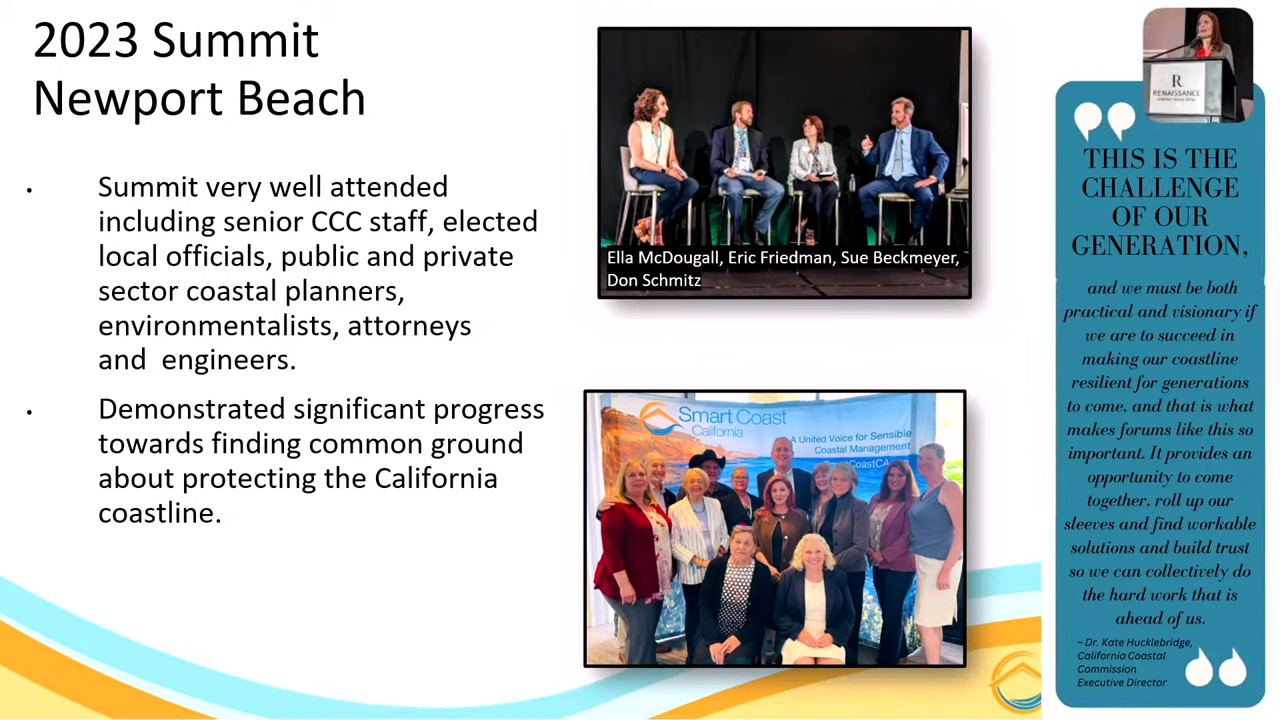 2023 Summit
Newport Beach
• Summit very well attended
including senior CCC staff, elected
local officials, public and private
sector coastal planners,
environmentalists, attorneys
and  engineers.
• Demonstrated significant progress
towards finding common ground
about protecting the California
coastline.
Ella McDougall, Eric Friedman, Sue Beckmeyer,
Don Schmitz
Smart Coast
California
A United Voice for Sensible
Coastal Management
SmartCoastCA
R
RENAISSANCE
THIS IS THE
CHALLENGE
OF OUR
GENERATION,
and we must be both
practical and visionary if
we are to succeed in
making our coastline
resilient for generations
to come, and that is what
makes forums like this so
important. It provides an
opportunity to come
together, roll up our
sleeves and find workable
solutions and build trust
so we can collectively do
the hard work that is
ahead of us.
~ Dr. Kate Hucklebridge,
California Coastal
Commission
Executive Director